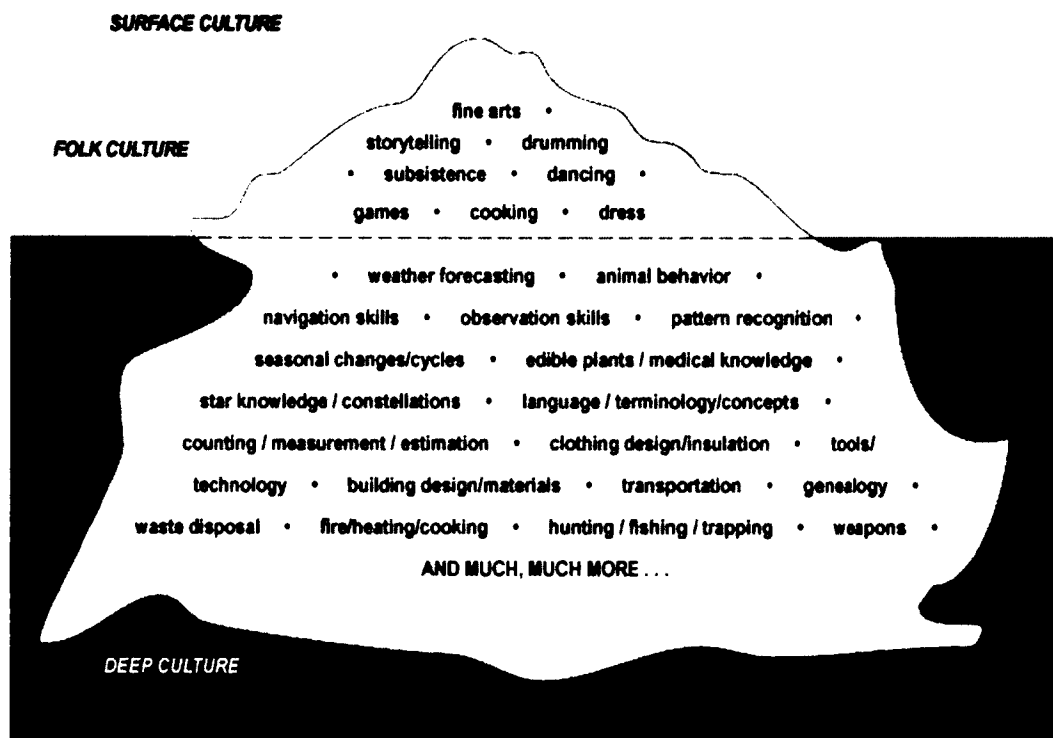 SURFACE CULTURE
fine arts •
FOLK CULTURE
storytelling • drumming
• subsistence • dancing •
games • cooking • dress
• weather forecasting • animal behavior •
navigation skills • observation skills • pattern recognition •
seasonal changes/cycles • edible plants / medical knowledge •
star knowledge / constellations • language / terminology/concepts •
counting / measurement / estimation • clothing design/insulation • tools/
technology • building design/materials • transportation • genealogy •
waste disposal • fire/heating/cooking • hunting / fishing / trapping • weapons •
AND MUCH, MUCH MORE . . .
DEEP CULTURE